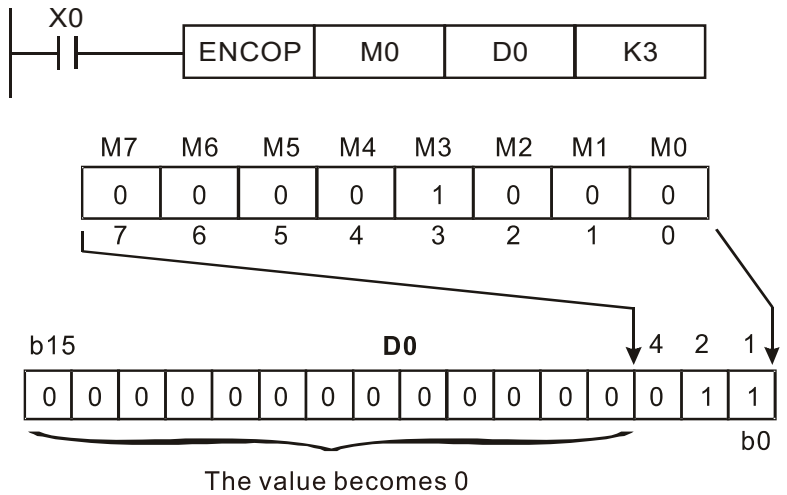 X0
ENCOP M0 D0 K3
M7 M6 M5 M4 M3 M2 M1 M0
0 0 0 0 1 0 0 0
7 6 5 4 3 2 1 0
b15 D0 4 2 1
0 0 0 0 0 0 0 0 0 0 0 0 0 0 1 1
b0
The value becomes 0